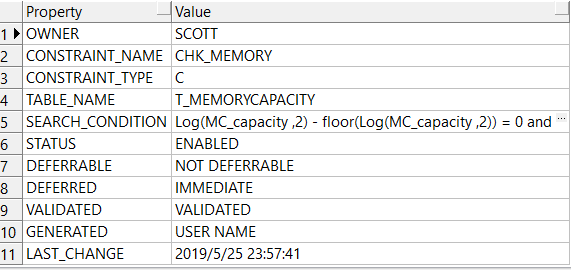 Property Value
1 OWNER SCOTT
2 CONSTRAINT_NAME CHK_MEMORY
3 CONSTRAINT_TYPE C
4 TABLE_NAME T_MEMORYCAPACITY
5 SEARCH_CONDITION Log(MC_capacity ,2) - floor(Log(MC_capacity ,2)) = 0 and ...
6 STATUS ENABLED
7 DEFERRABLE NOT DEFERRABLE
8 DEFERRED IMMEDIATE
9 VALIDATED VALIDATED
10 GENERATED USER NAME
11 LAST_CHANGE 2019/5/25 23:57:41